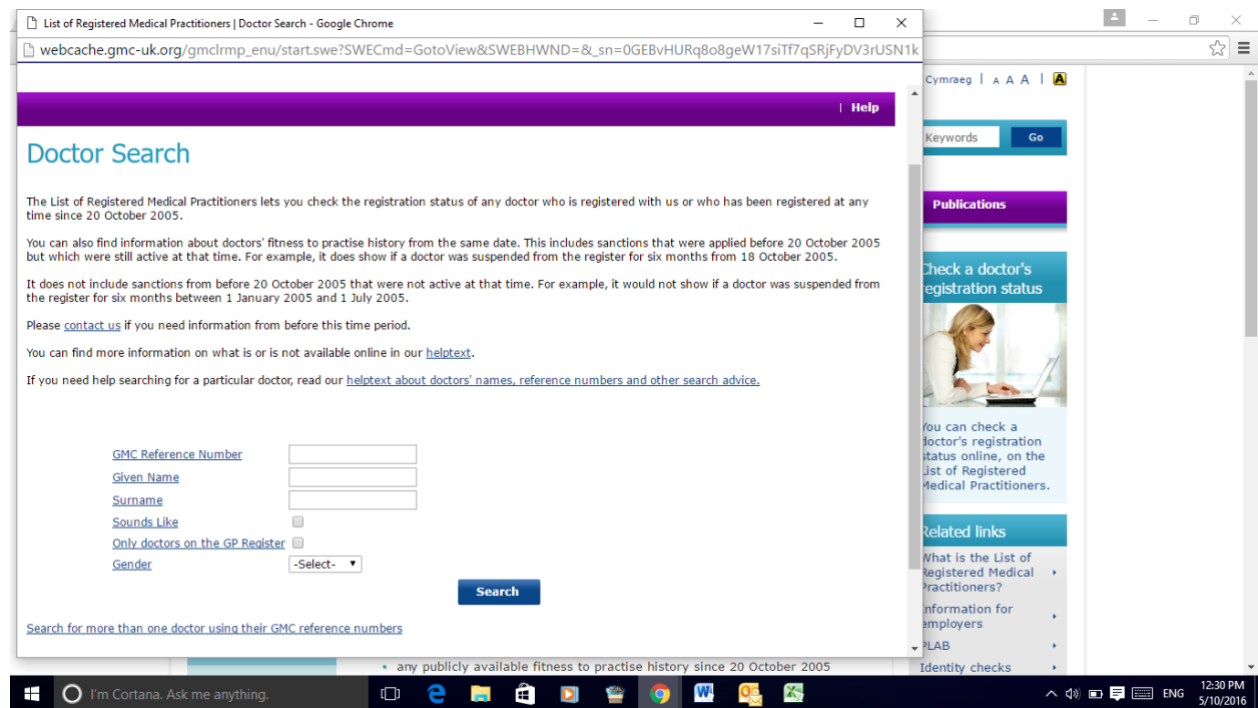 List of Registered Medical Practitioners | Doctor Search - Google Chrome
webcache.gmc-uk.org/gmclrmp_enu/start.swe?SWECmd=GotoView&SWEBHWND=&_sn=0GEBvHURq8o8geW17siTf7qSRjFyDV3rUSN1k
| Help
Doctor Search
The List of Registered Medical Practitioners lets you check the registration status of any doctor who is registered with us or who has been registered at any
time since 20 October 2005.
You can also find information about doctors' fitness to practise history from the same date. This includes sanctions that were applied before 20 October 2005
but which were still active at that time. For example, it does show if a doctor was suspended from the register for six months from 18 October 2005.
It does not include sanctions from before 20 October 2005 that were not active at that time. For example, it would not show if a doctor was suspended from
the register for six months between 1 January 2005 and 1 July 2005.
Please contact us if you need information from before this time period.
You can find more information on what is or is not available online in our helptext.
If you need help searching for a particular doctor, read our helptext about doctors' names, reference numbers and other search advice.
GMC Reference Number
Given Name
Surname
Sounds Like
Only doctors on the GP Register
Gender
-Select-
Search
Search for more than one doctor using their GMC reference numbers
Cymraeg | A A A | A
Keywords
Go
Publications
Check a doctor's
registration status
You can check a
doctor's registration
status online, on the
List of Registered
Medical Practitioners.
Related links
What is the List of
Registered Medical
Practitioners?
Information for
employers
PLAB
Identity checks
• any publicly available fitness to practise history since 20 October 2005
I'm Cortana. Ask me anything.
ENG
12:30 PM
5/10/2016